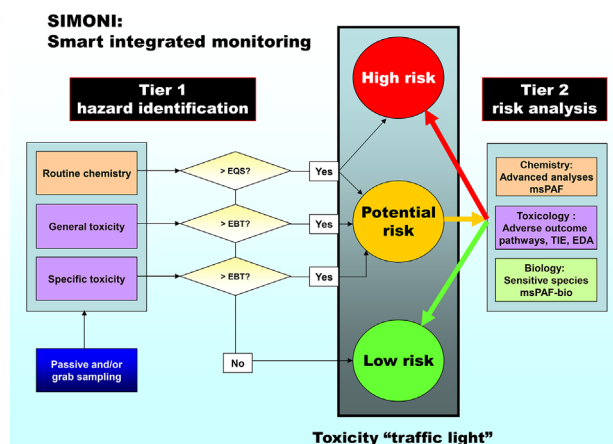 SIMONI:
Smart integrated monitoring
Tier 1
hazard identification
High risk
Tier 2
risk analysis
Routine chemistry
> EQS?
Yes
Chemistry:
Advanced analyses
msPAF
General toxicity
> EBT?
Yes
Potential
risk
Toxicology :
Adverse outcome
pathways, TIE, EDA
Specific toxicity
> EBT?
Yes
Biology:
Sensitive species
msPAF-bio
Passive and/or
grab sampling
No
Low risk
Toxicity “traffic light”